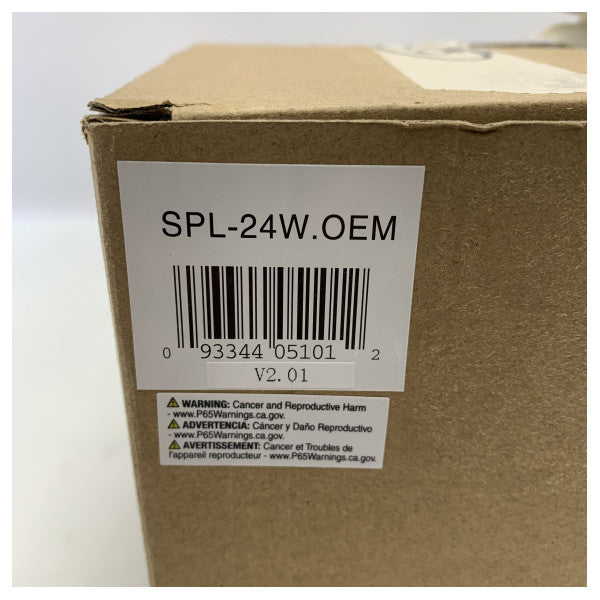 SPL-24W.OEM
0 93344 05101 2
V2.01
⚠ WARNING: Cancer and Reproductive Harm
- www.P65Warnings.ca.gov.
⚠ ADVERTENCIA: Cáncer y Daño Reproductivo
- www.P65Warnings.ca.gov.
⚠ AVERTISSEMENT: Cancer et Troubles de
l'appareil reproducteur - www.P65Warnings.ca.gov.